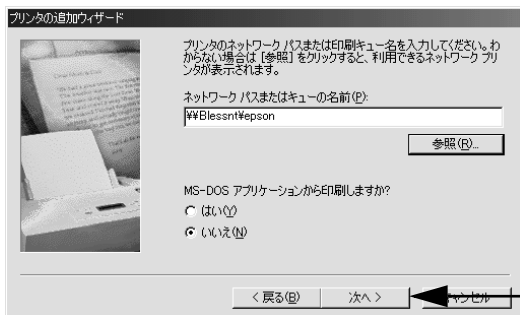 プリンタの追加ウィザード
プリンタのネットワーク パスまたは印刷キュー名を入力してください。わ
からない場合は [参照] をクリックすると、利用できるネットワーク プリ
ンタが表示されます。
ネットワーク パスまたはキューの名前(P):
¥¥Blessnt¥epson
参照(R)...
MS-DOS アプリケーションから印刷しますか?
はい(Y)
いいえ(N)
< 戻る(B)
次へ >
キャンセル